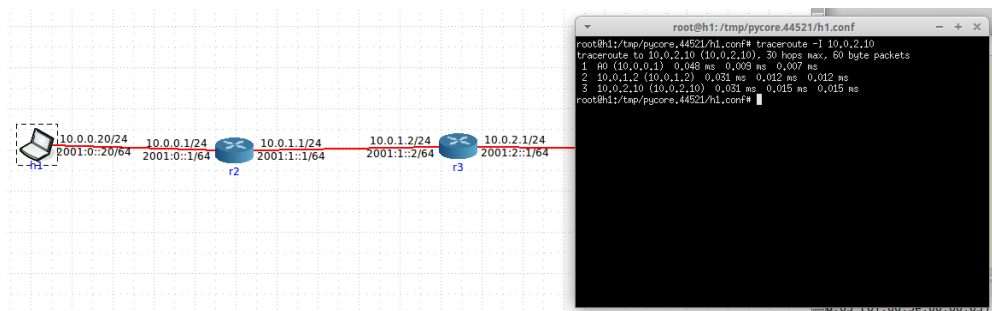 root@h1: /tmp/pycore.44521/h1.conf
root@h1:/tmp/pycore.44521/h1.conf# traceroute -I 10.0.2.10
traceroute to 10.0.2.10 (10.0.2.10), 30 hops max, 60 byte packets
1 A0 (10.0.0.1) 0.048 ms 0.009 ms 0.007 ms
2 10.0.1.2 (10.0.1.2) 0.031 ms 0.012 ms 0.012 ms
3 10.0.2.10 (10.0.2.10) 0.031 ms 0.015 ms 0.015 ms
root@h1:/tmp/pycore.44521/h1.conf#
10.0.0.20/24
2001:0::20/64
h1
10.0.0.1/24
2001:0::1/64
r2
10.0.1.1/24
2001:1::1/64
10.0.1.2/24
2001:1::2/64
r3
10.0.2.1/24
2001:2::1/64